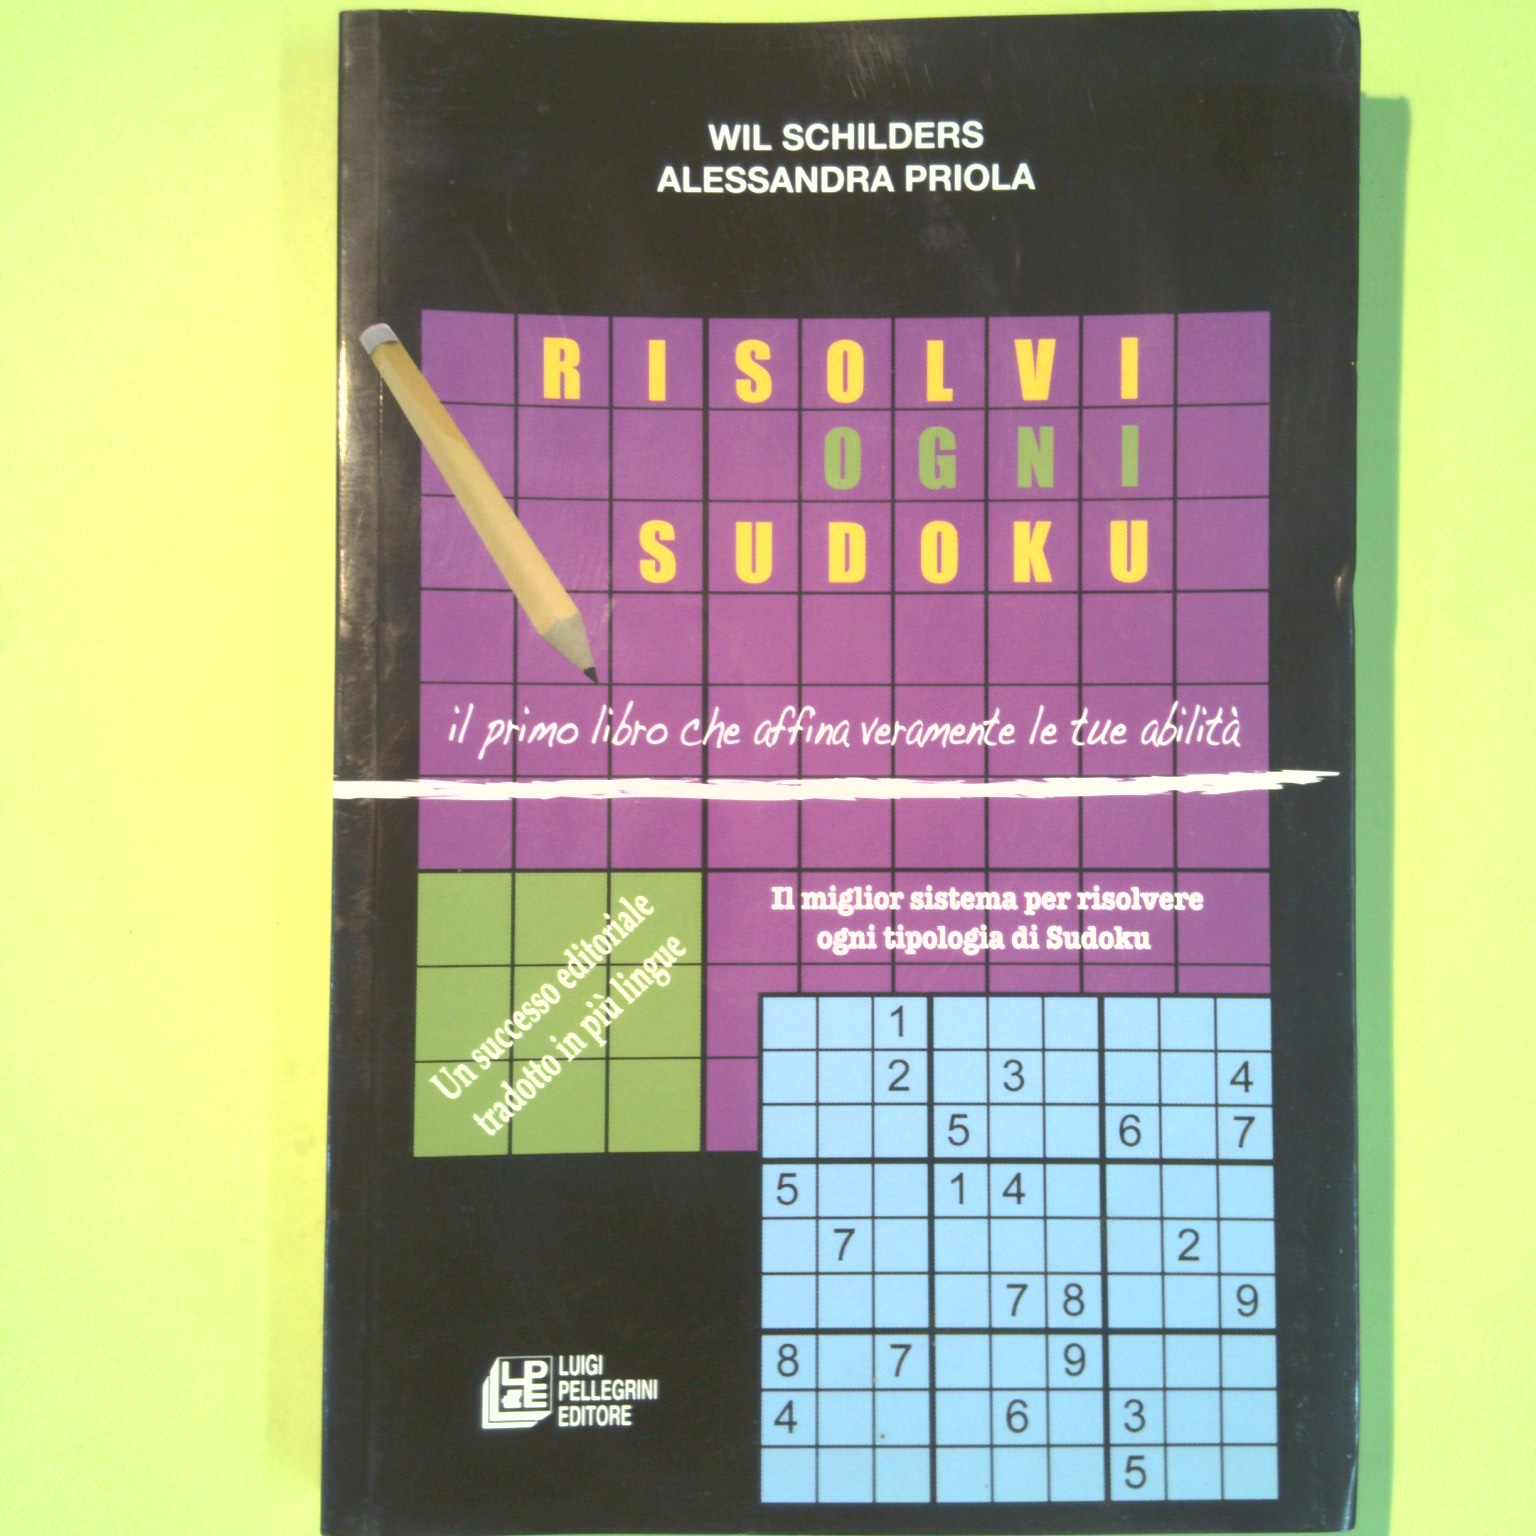 WIL SCHILDERS
ALESSANDRA PRIOLA
RISOLVI
OGNI
SUDOKU
il primo libro che affina veramente le tue abilità
Il miglior sistema per risolvere
ogni tipologia di Sudoku
Un successo editoriale
tradotto in più lingue
1
2 3 4
5 6 7
5 1 4
7 2
7 8 9
8 7 9
4 6 3
5
LPE
LUIGI
PELLEGRINI
EDITORE